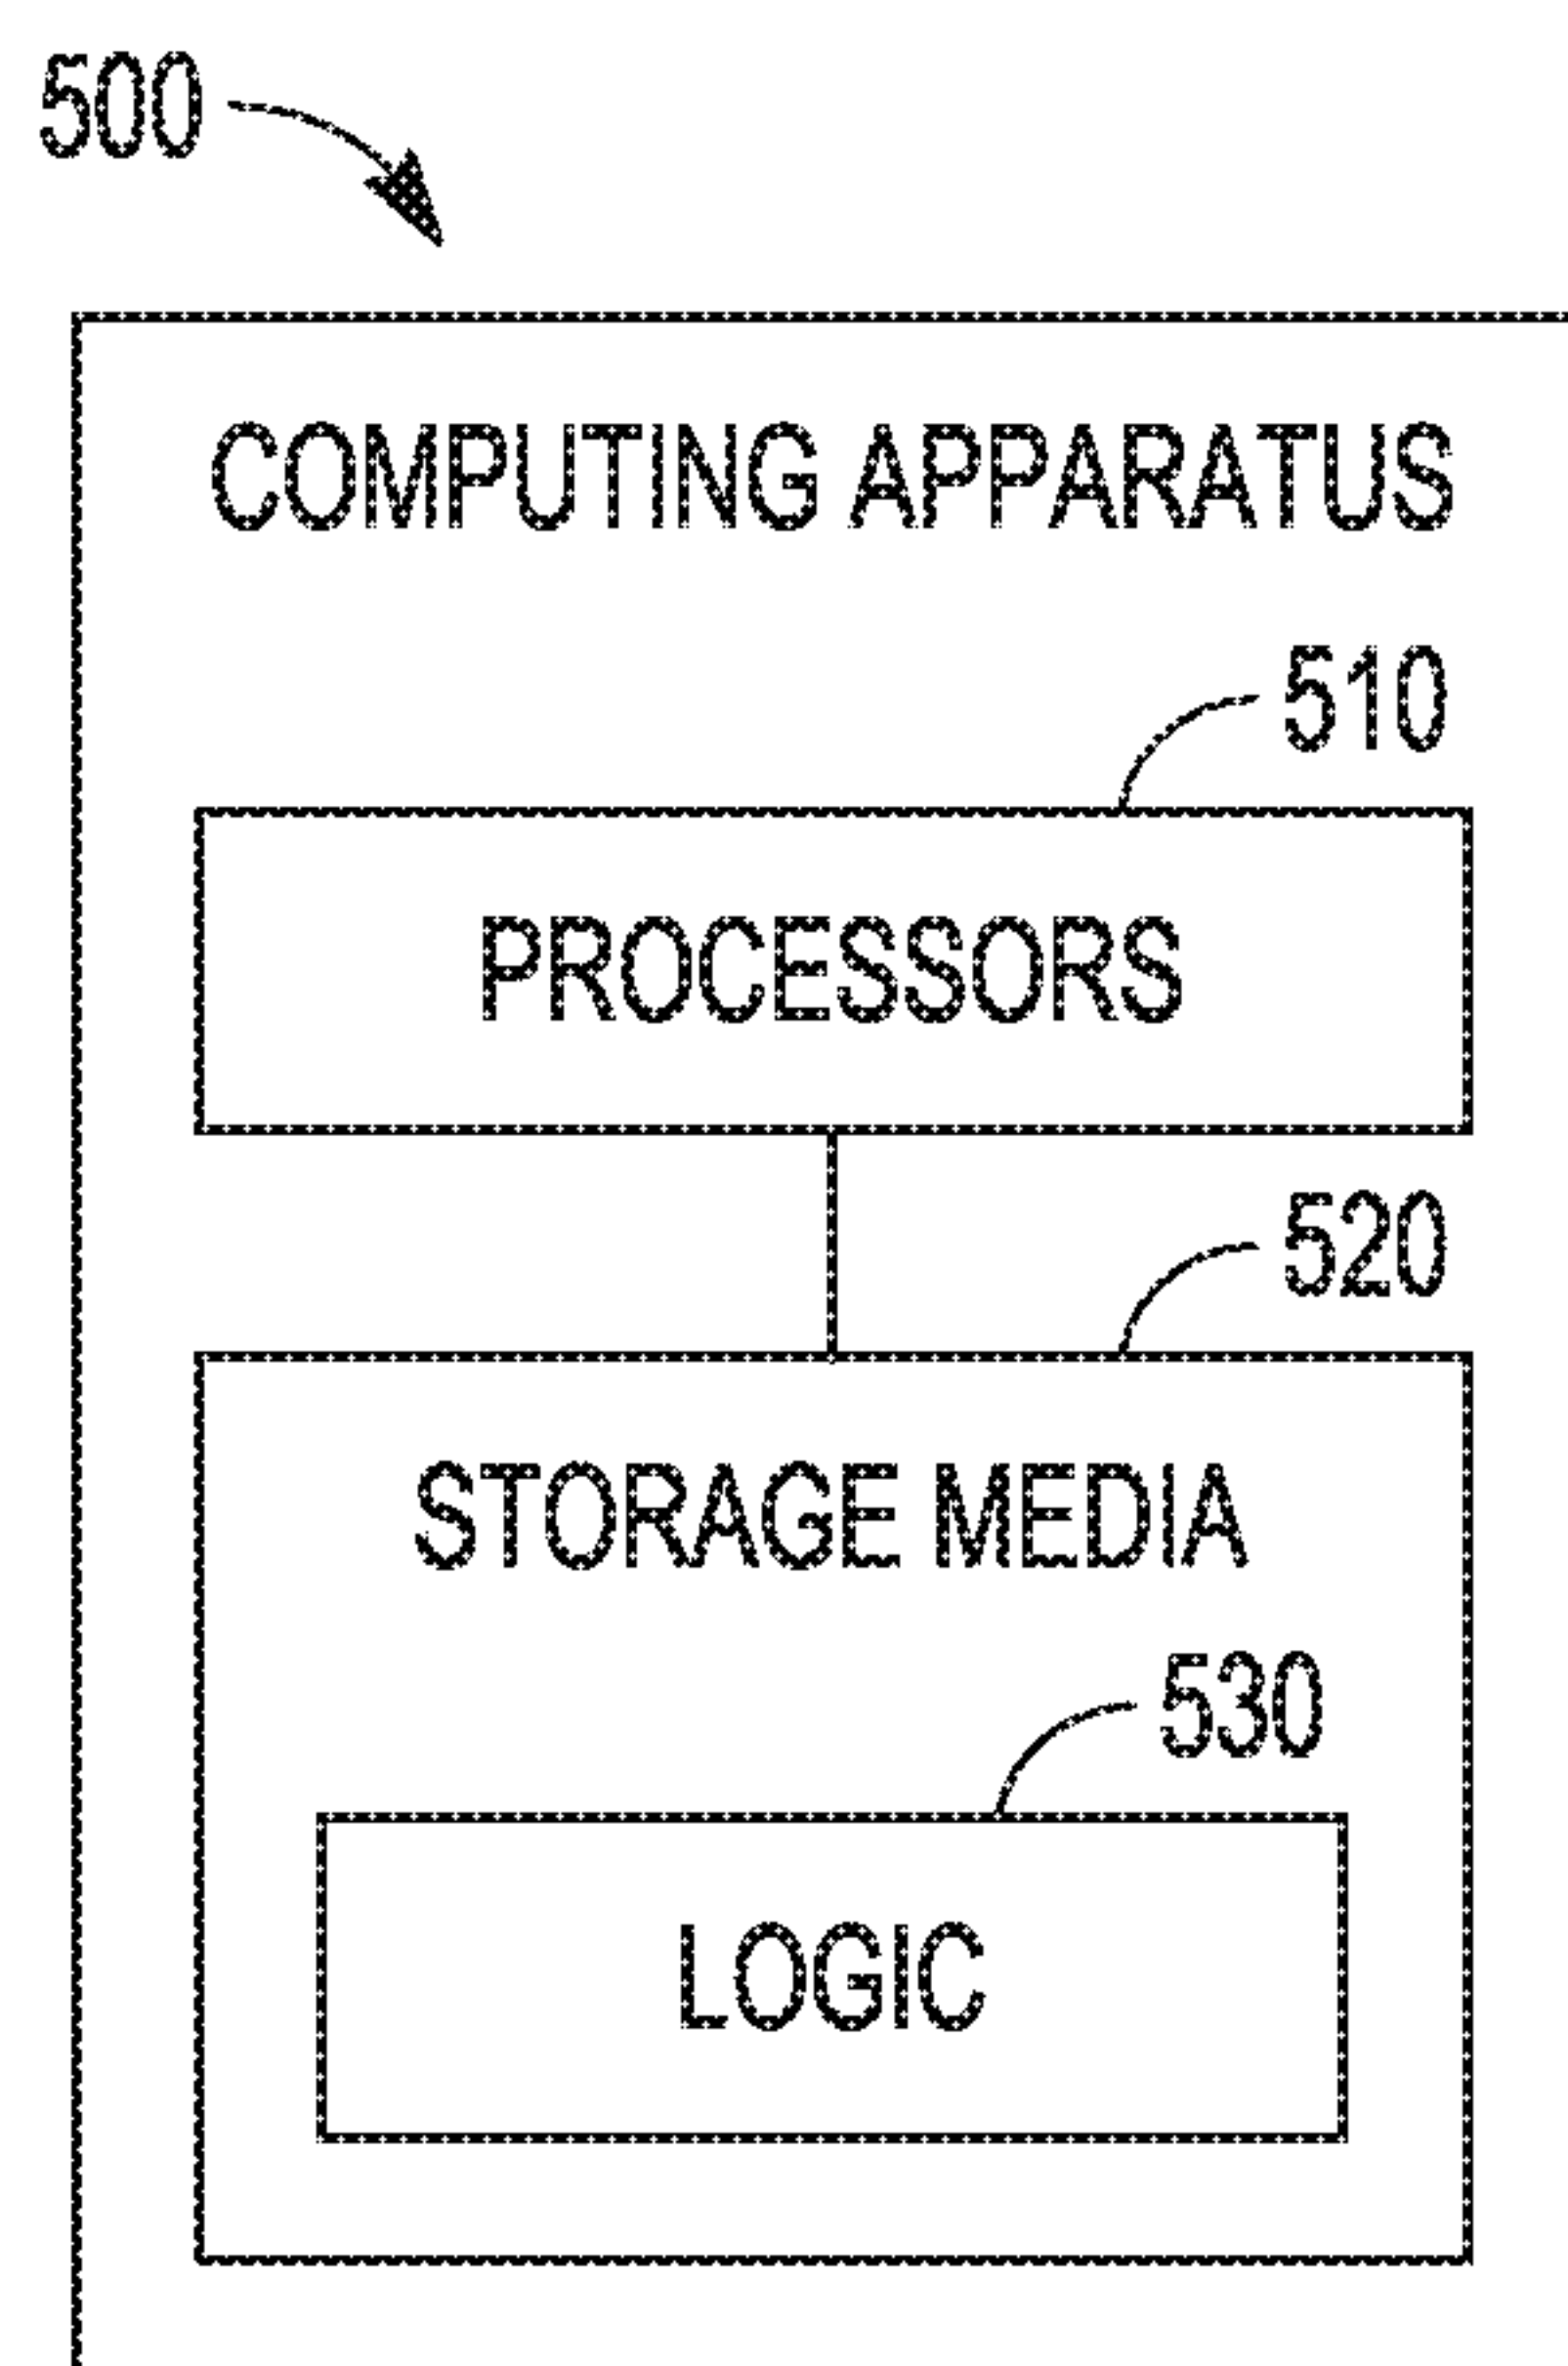 500
COMPUTING APPARATUS
510
PROCESSORS
520
STORAGE MEDIA
530
LOGIC